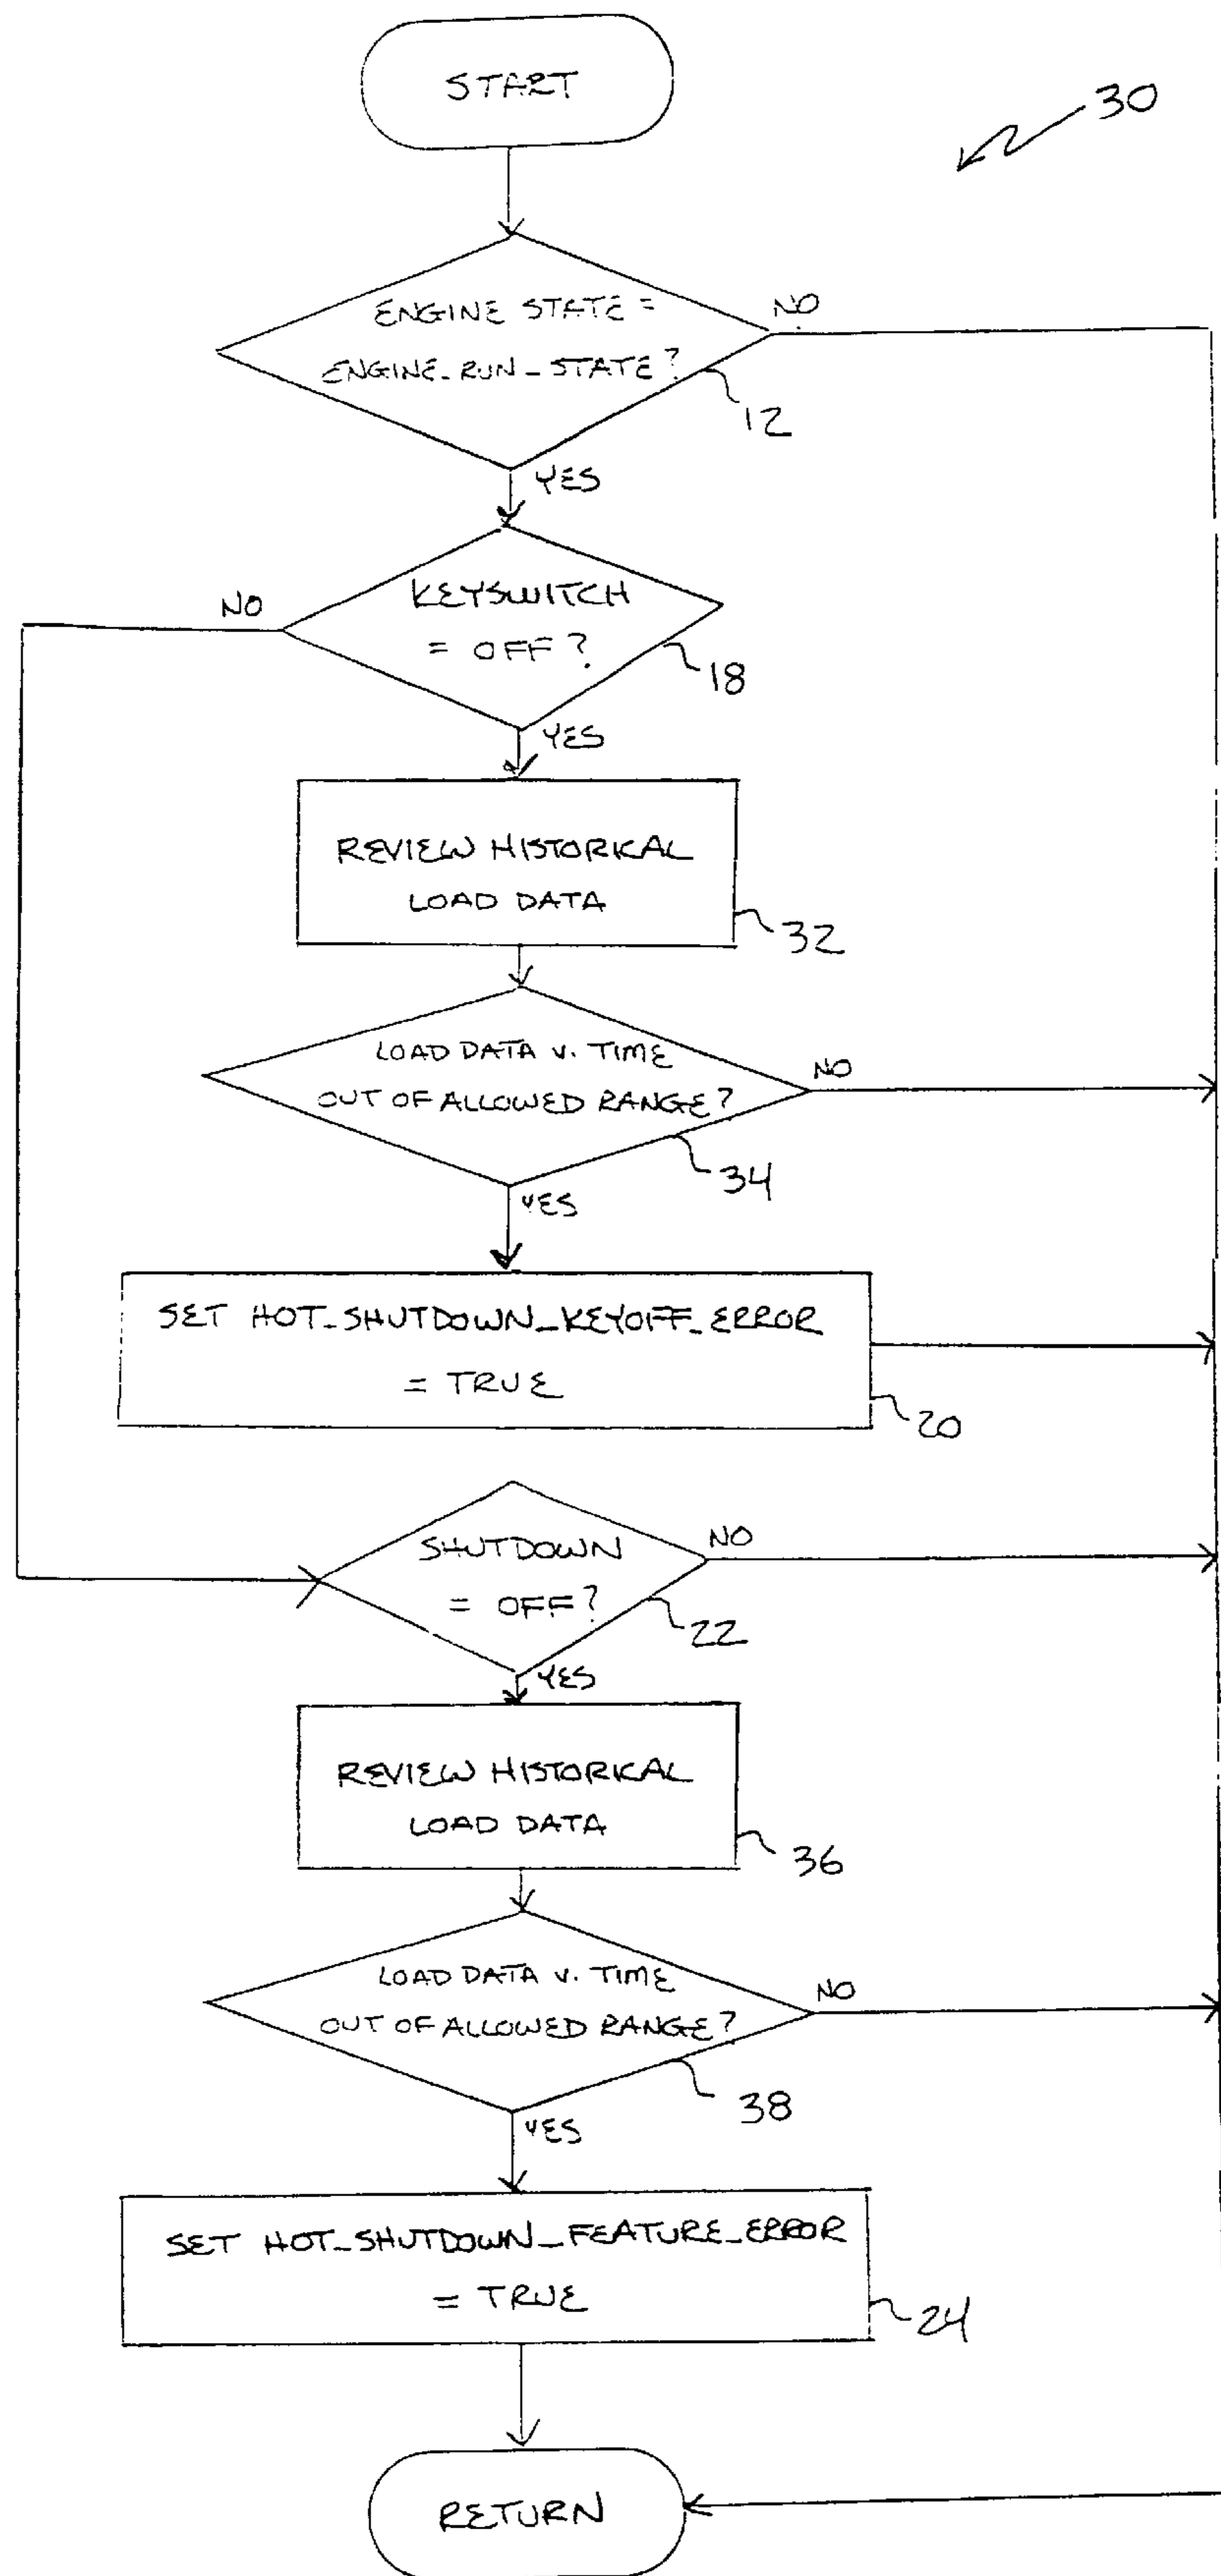 START
30
ENGINE STATE =
ENGINE_RUN_STATE?
NO
12
YES
KEYSWITCH
= OFF?
NO
18
YES
REVIEW HISTORICAL
LOAD DATA
32
LOAD DATA V. TIME
OUT OF ALLOWED RANGE?
NO
34
YES
SET HOT_SHUTDOWN_KEYOFF_ERROR
= TRUE
20
SHUTDOWN
= OFF?
NO
22
YES
REVIEW HISTORICAL
LOAD DATA
36
LOAD DATA V. TIME
OUT OF ALLOWED RANGE?
NO
38
YES
SET HOT_SHUTDOWN_FEATURE_ERROR
= TRUE
24
RETURN